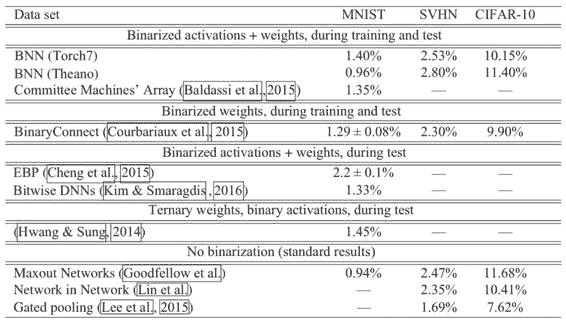 Data set MNIST SVHN CIFAR-10
Binarized activations + weights, during training and test
BNN (Torch7) 1.40% 2.53% 10.15%
BNN (Theano) 0.96% 2.80% 11.40%
Committee Machines' Array (Baldassi et al., 2015) 1.35% — —
Binarized weights, during training and test
BinaryConnect (Courbariaux et al., 2015) 1.29 ± 0.08% 2.30% 9.90%
Binarized activations + weights, during test
EBP (Cheng et al., 2015) 2.2 ± 0.1% — —
Bitwise DNNs (Kim & Smaragdis, 2016) 1.33% — —
Ternary weights, binary activations, during test
(Hwang & Sung, 2014) 1.45% — —
No binarization (standard results)
Maxout Networks (Goodfellow et al.) 0.94% 2.47% 11.68%
Network in Network (Lin et al.) — 2.35% 10.41%
Gated pooling (Lee et al., 2015) — 1.69% 7.62%